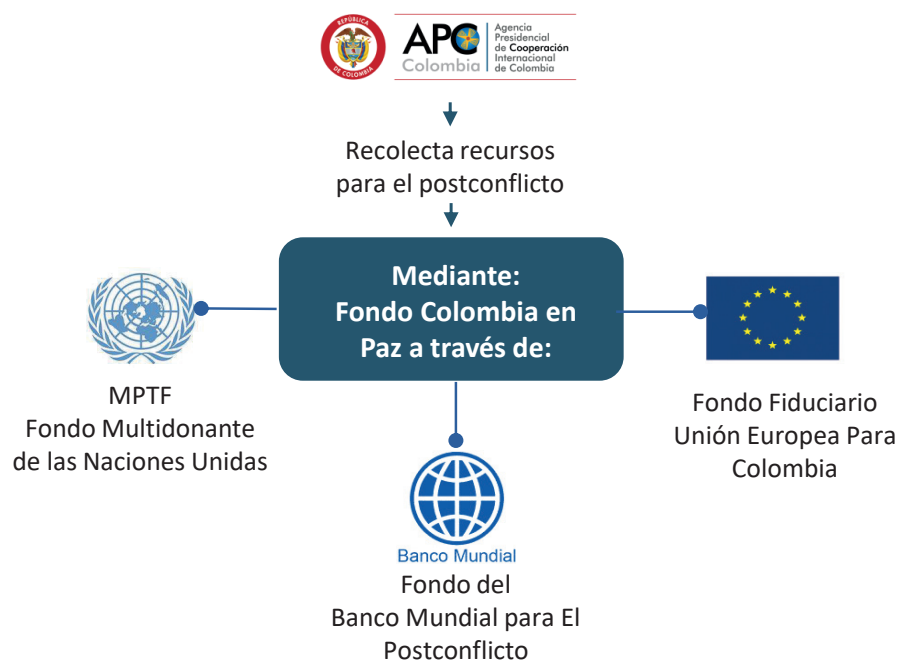 REPÚBLICA
DE COLOMBIA
APC
Colombia
Agencia
Presidencial
de Cooperación
Internacional
de Colombia
Recolecta recursos
para el postconflicto
Mediante:
Fondo Colombia en
Paz a través de:
MPTF
Fondo Multidonante
de las Naciones Unidas
Fondo Fiduciario
Unión Europea Para
Colombia
Banco Mundial
Fondo del
Banco Mundial para El
Postconflicto